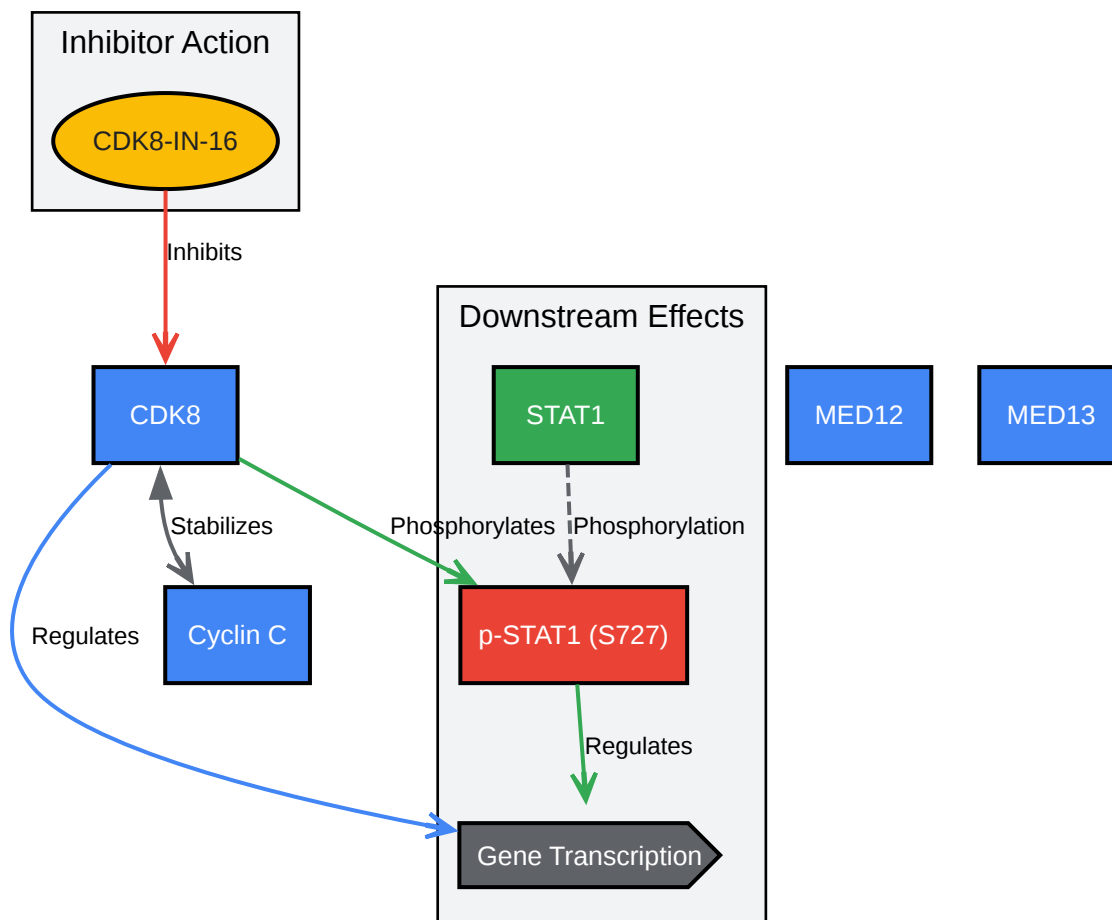 Inhibitor Action
CDK8-IN-16
Inhibits
Downstream Effects
CDK8
STAT1
MED12
MED13
Stabilizes
Phosphorylates
Phosphorylation
Regulates
Cyclin C
p-STAT1 (S727)
Regulates
Gene Transcription